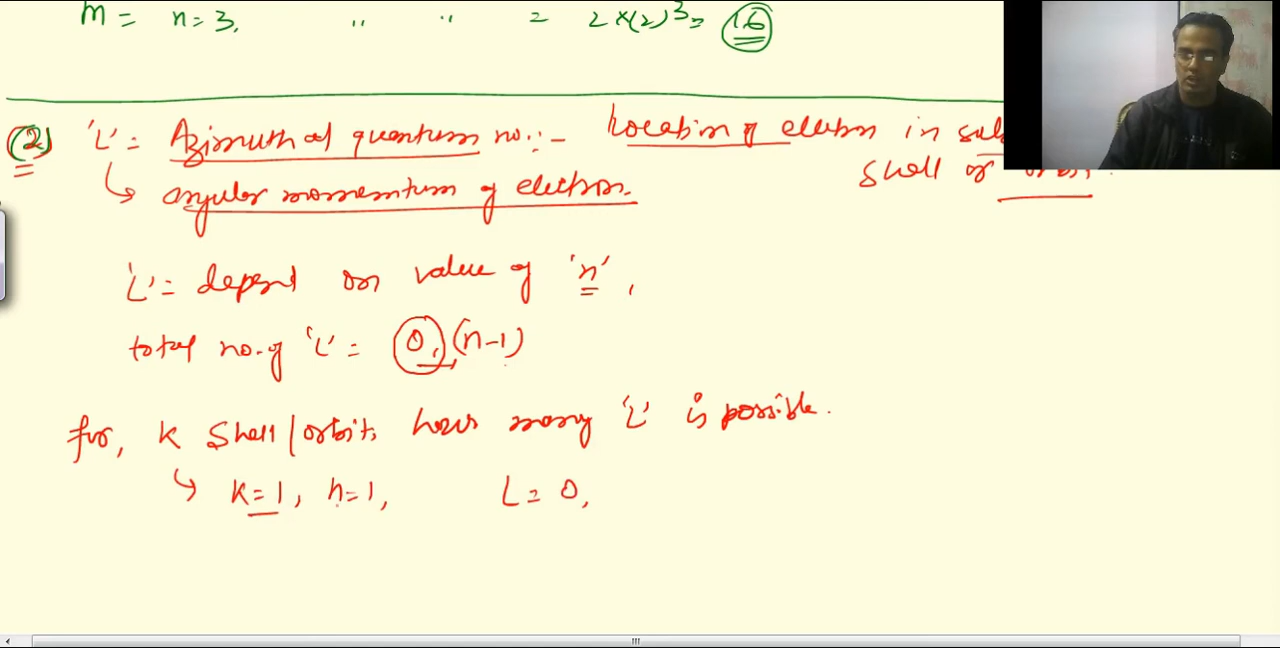 M = n = 3, " " = 2×(2)³= 16
(2) 'L' = Azimuthal quantum no:- Location of electron in sub
shell or orbit.
↳ angular momentum of electron.
'L' = depend on value of 'n',
total no. of 'L' = 0, (n-1)
for, K Shell/orbit, how many 'L' is possible.
↳ K=1, n=1, L= 0,